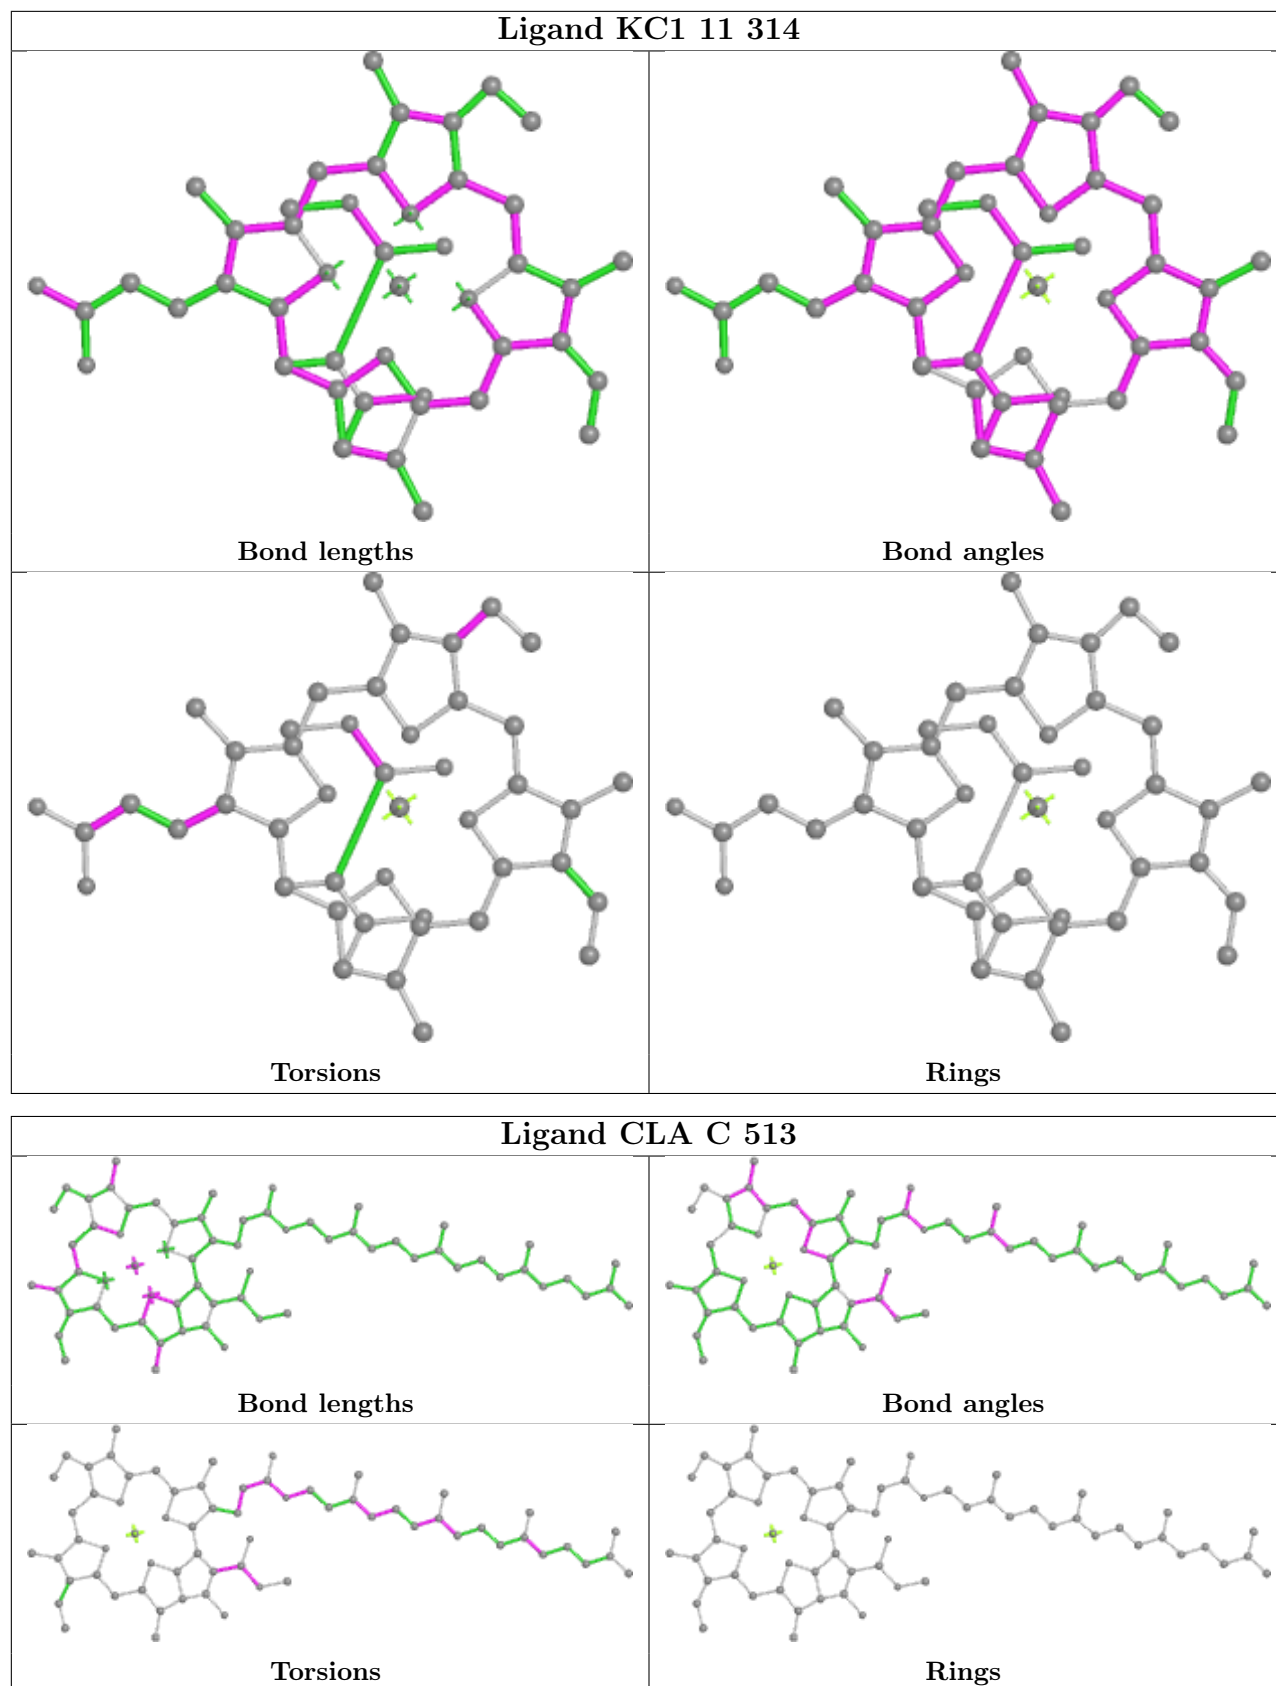 Ligand KC1 11 314
Bond lengths
Bond angles
Torsions
Rings
Ligand CLA C 513
Bond lengths
Bond angles
Torsions
Rings